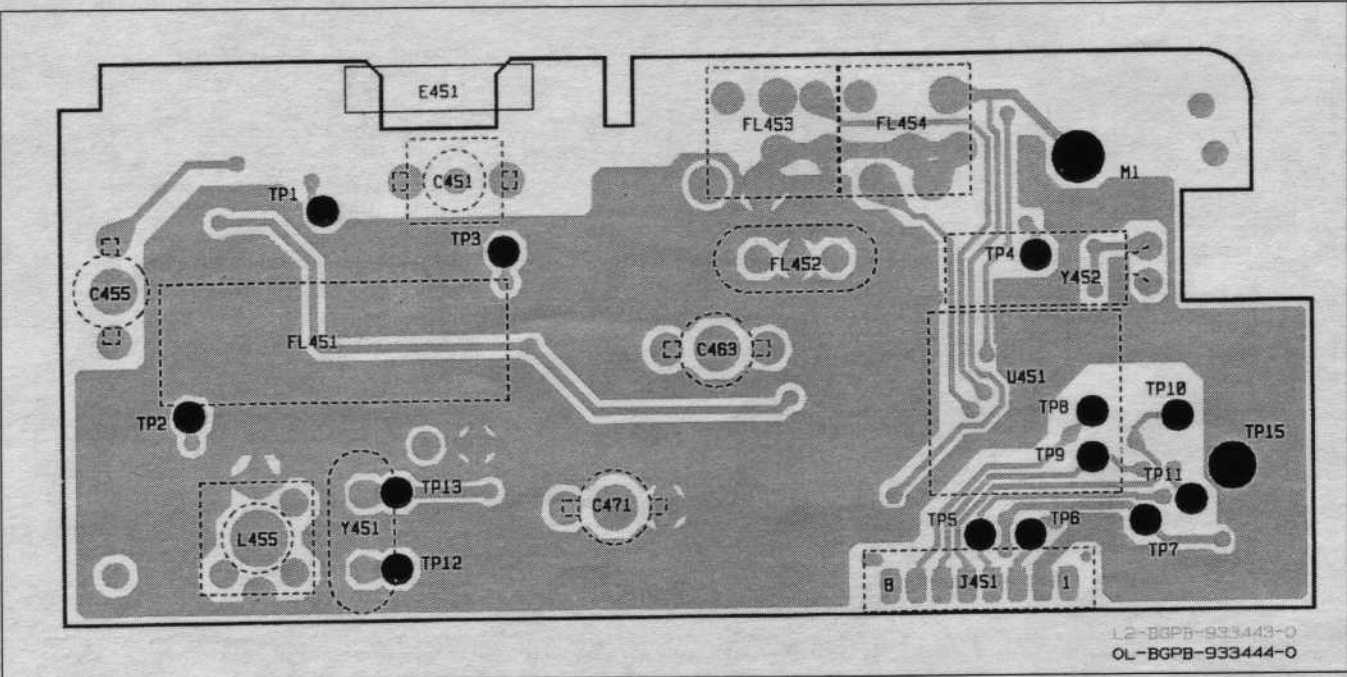 E451
FL453
FL454
C451
TP1
M1
TP3
TP4
FL452
Y452
C455
FL451
C463
U451
TP8
TP10
TP2
TP15
TP9
TP11
TP13
C471
Y451
TP5
TP6
L455
TP7
TP12
8
J451
1
L2-BGPB-933443-0
OL-BGPB-933444-0